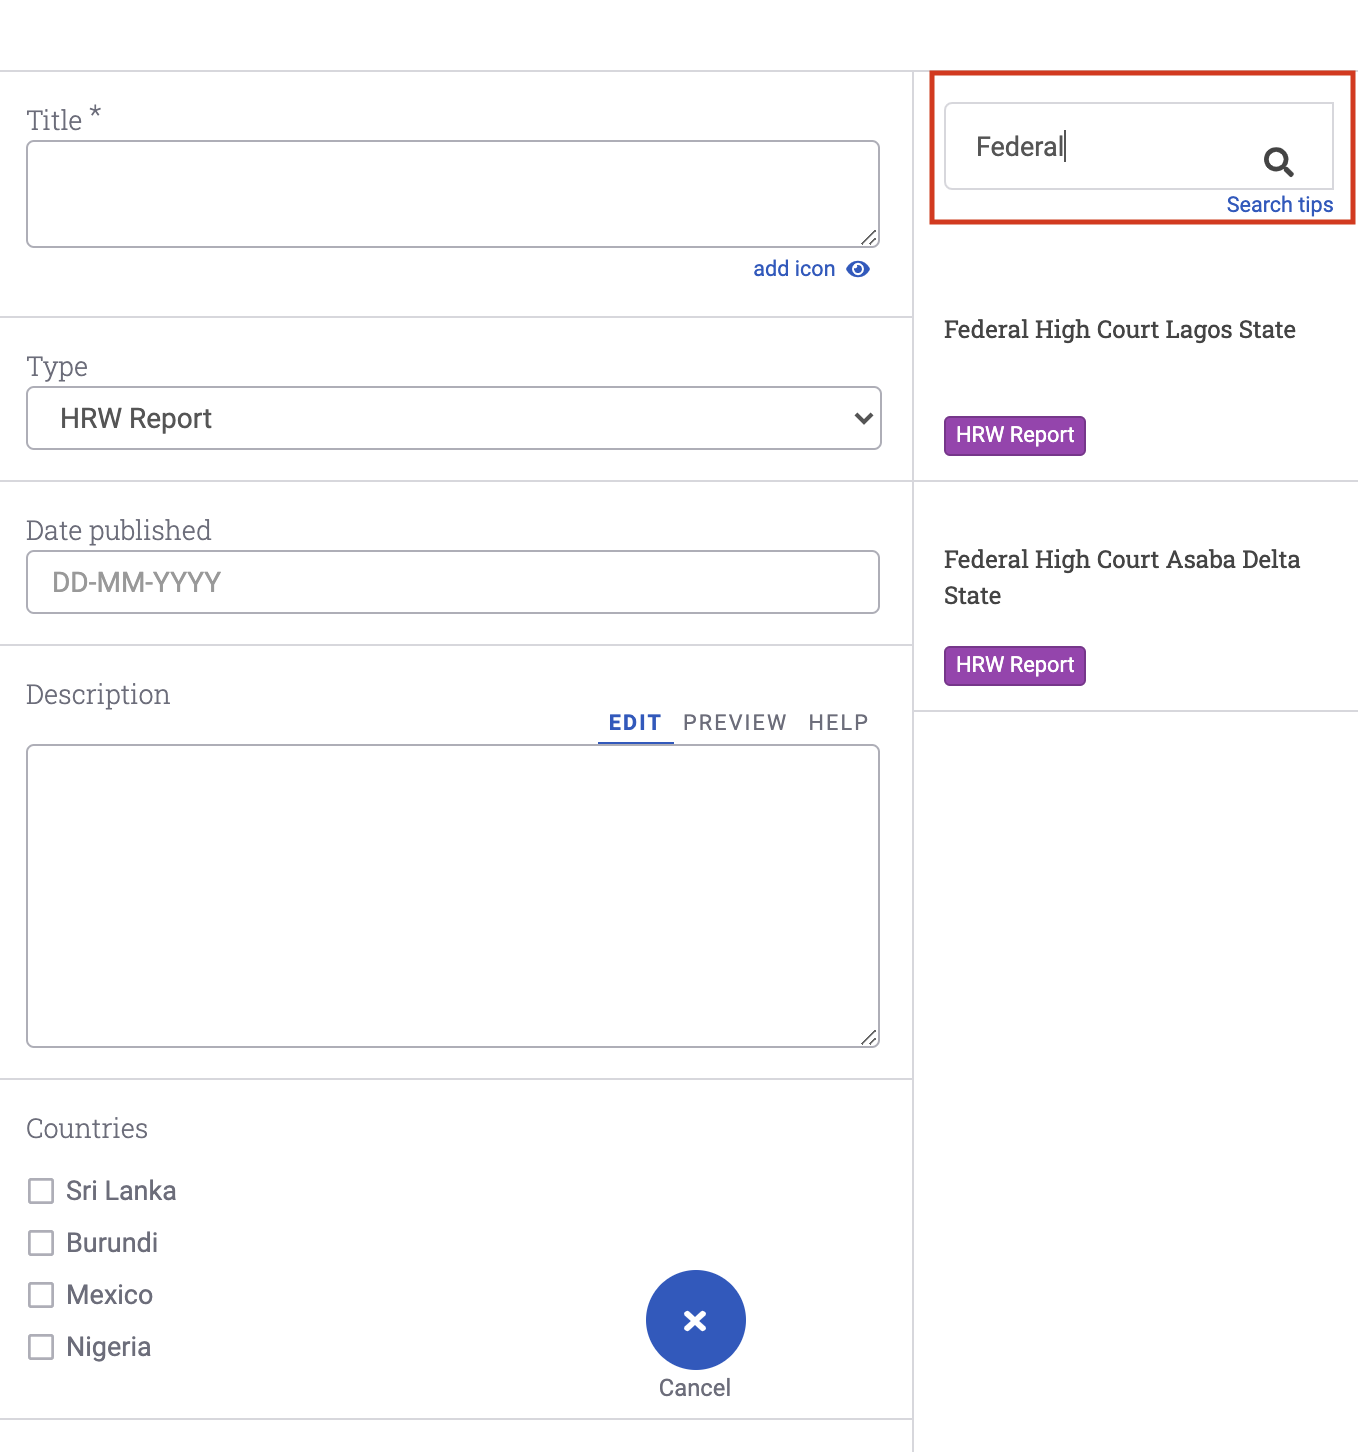 Title *
add icon
Type
HRW Report
Date published
DD-MM-YYYY
Description
EDIT PREVIEW HELP
Countries
Sri Lanka
Burundi
Mexico
Nigeria
Cancel
Federal
Search tips
Federal High Court Lagos State
HRW Report
Federal High Court Asaba Delta
State
HRW Report